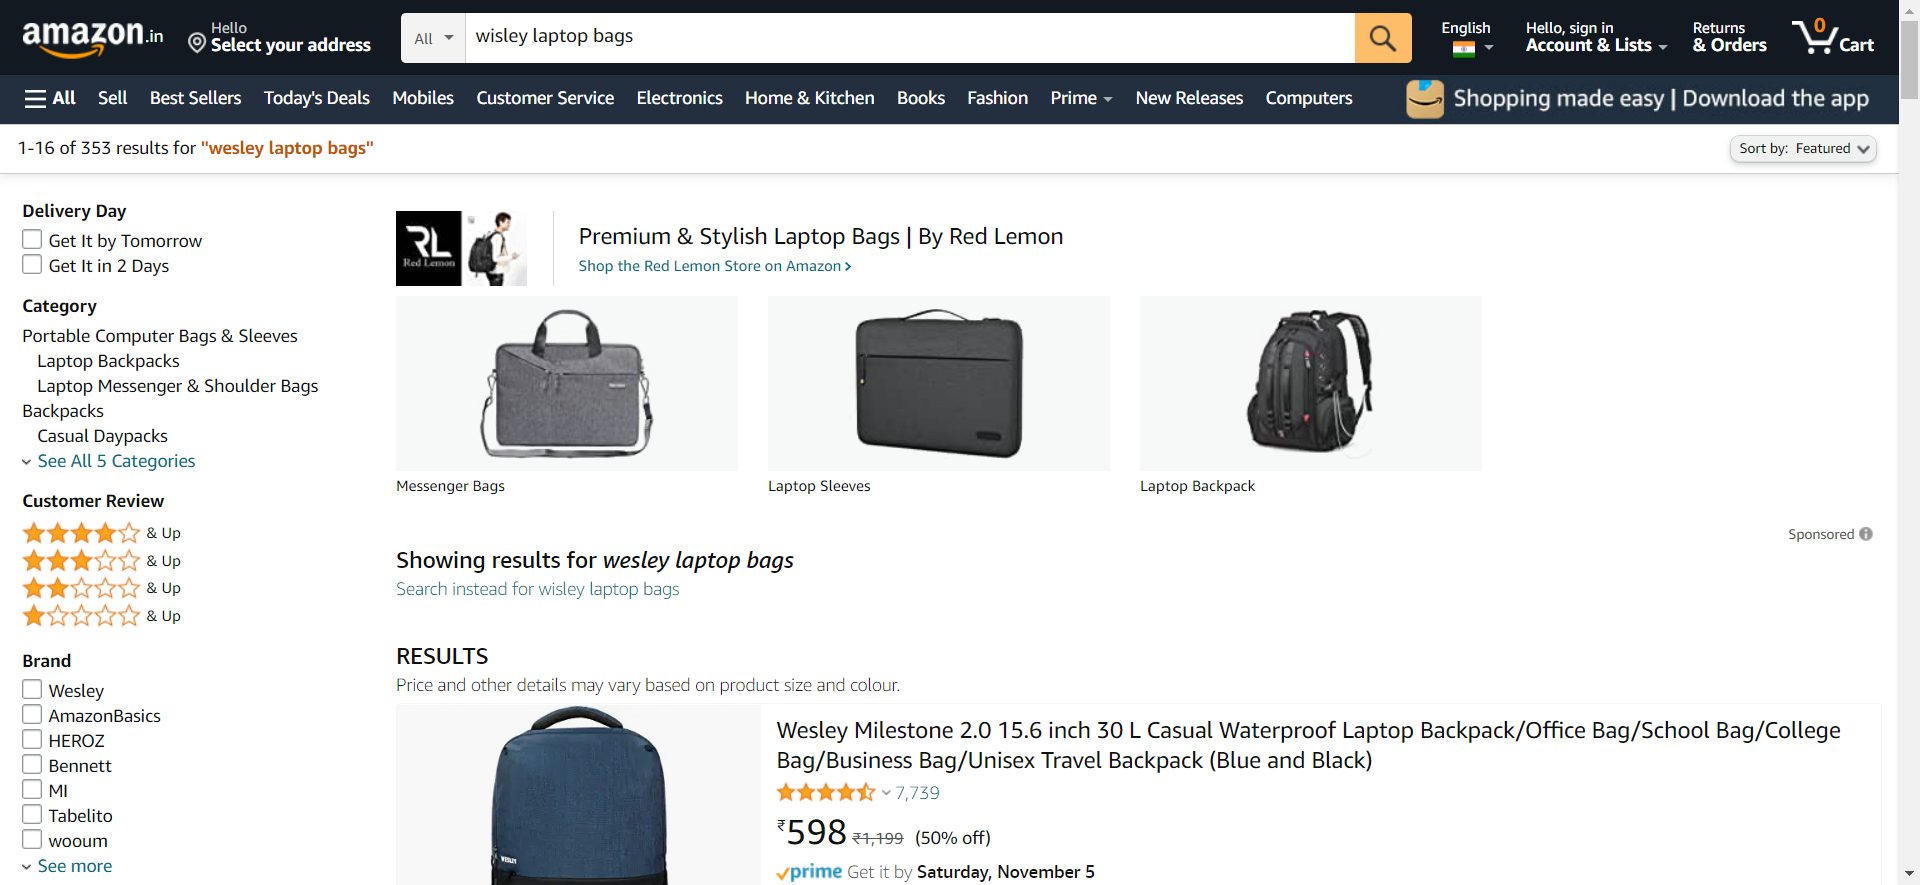 amazon.in
Hello
Select your address
All
wisley laptop bags
English
Hello, sign in
Account & Lists
Returns
& Orders
0
Cart
All
Sell
Best Sellers
Today's Deals
Mobiles
Customer Service
Electronics
Home & Kitchen
Books
Fashion
Prime
New Releases
Computers
Shopping made easy | Download the app
1-16 of 353 results for "wesley laptop bags"
Sort by: Featured
Delivery Day
Get It by Tomorrow
Get It in 2 Days
Category
Portable Computer Bags & Sleeves
Laptop Backpacks
Laptop Messenger & Shoulder Bags
Backpacks
Casual Daypacks
See All 5 Categories
Customer Review
& Up
& Up
& Up
& Up
Brand
Wesley
AmazonBasics
HEROZ
Bennett
MI
Tabelito
wooum
See more
RL
Red Lemon
Premium & Stylish Laptop Bags | By Red Lemon
Shop the Red Lemon Store on Amazon
Messenger Bags
Laptop Sleeves
Laptop Backpack
Sponsored
Showing results for wesley laptop bags
Search instead for wisley laptop bags
RESULTS
Price and other details may vary based on product size and colour.
WESLEY
Wesley Milestone 2.0 15.6 inch 30 L Casual Waterproof Laptop Backpack/Office Bag/School Bag/College
Bag/Business Bag/Unisex Travel Backpack (Blue and Black)
7,739
₹598 ₹1,199 (50% off)
prime Get it by Saturday, November 5